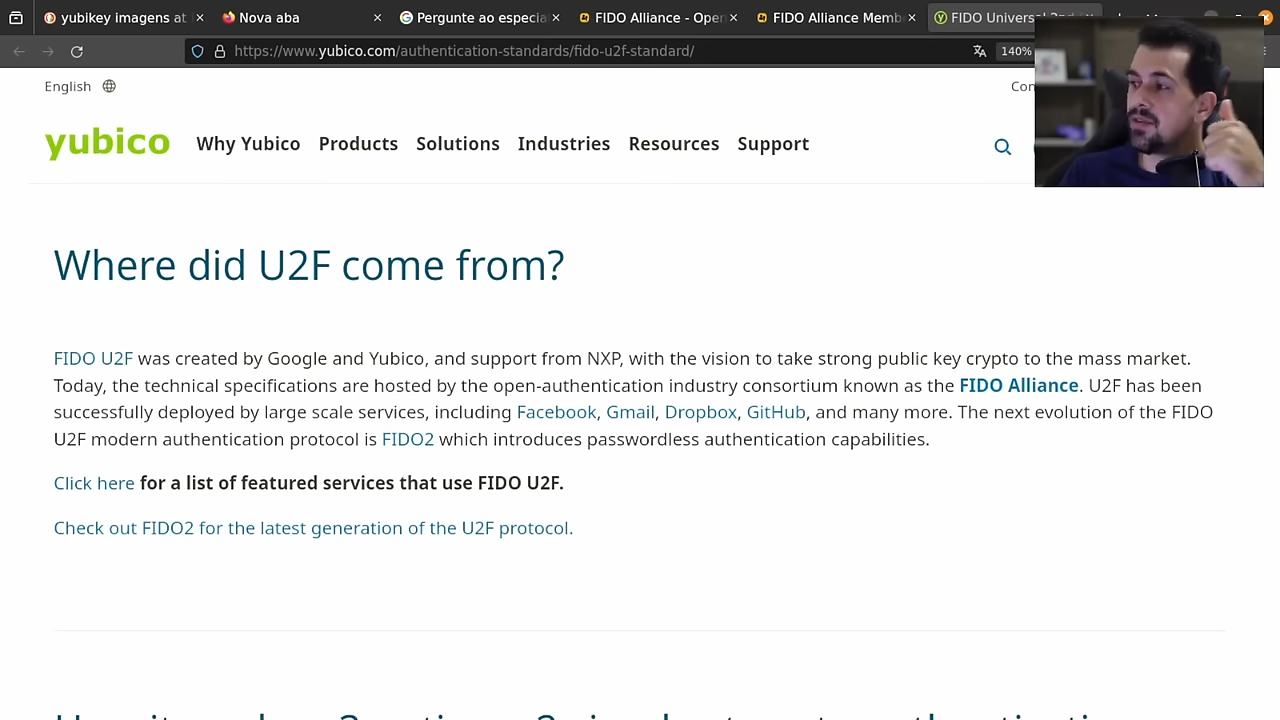 yubikey imagens at
Nova aba
Pergunte ao especia
FIDO Alliance - Open
FIDO Alliance Memb
FIDO Universal 2nd
https://www.yubico.com/authentication-standards/fido-u2f-standard/
140%
English
Con
yubico
Why Yubico
Products
Solutions
Industries
Resources
Support
Where did U2F come from?
FIDO U2F was created by Google and Yubico, and support from NXP, with the vision to take strong public key crypto to the mass market.
Today, the technical specifications are hosted by the open-authentication industry consortium known as the FIDO Alliance. U2F has been
successfully deployed by large scale services, including Facebook, Gmail, Dropbox, GitHub, and many more. The next evolution of the FIDO
U2F modern authentication protocol is FIDO2 which introduces passwordless authentication capabilities.
Click here for a list of featured services that use FIDO U2F.
Check out FIDO2 for the latest generation of the U2F protocol.